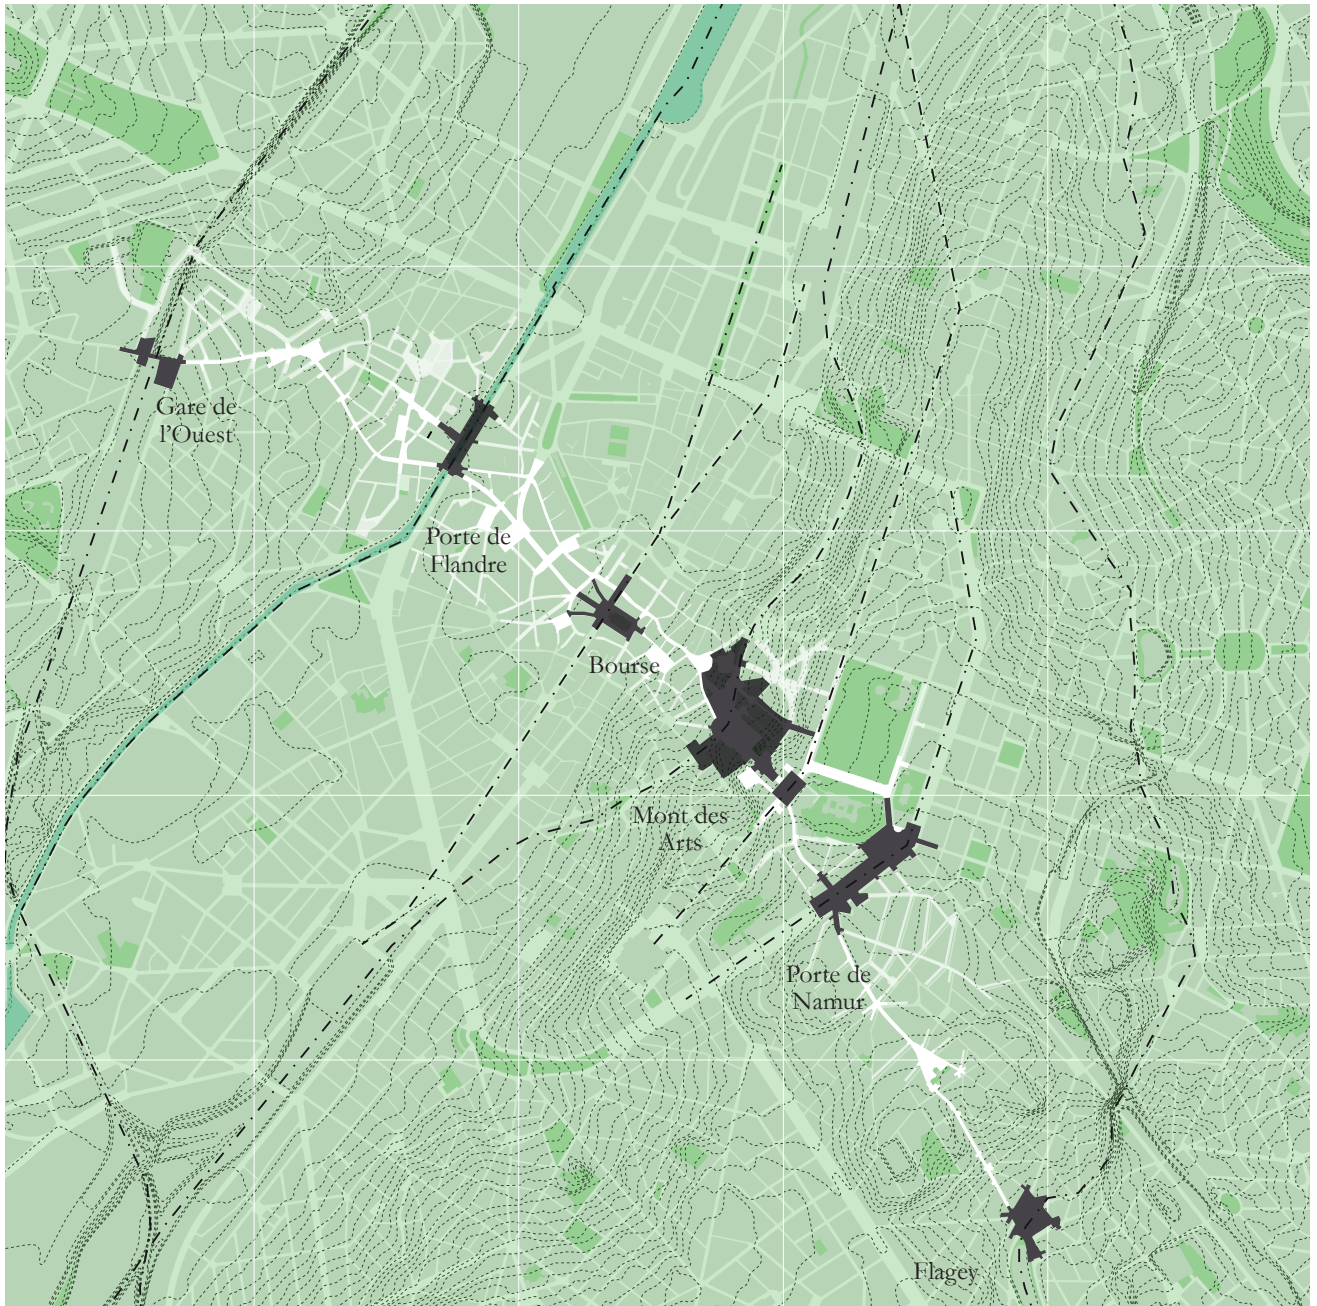 Gare de
l'Ouest
Porte de
Flandre
Bourse
Mont des
Arts
Porte de
Namur
Flagey